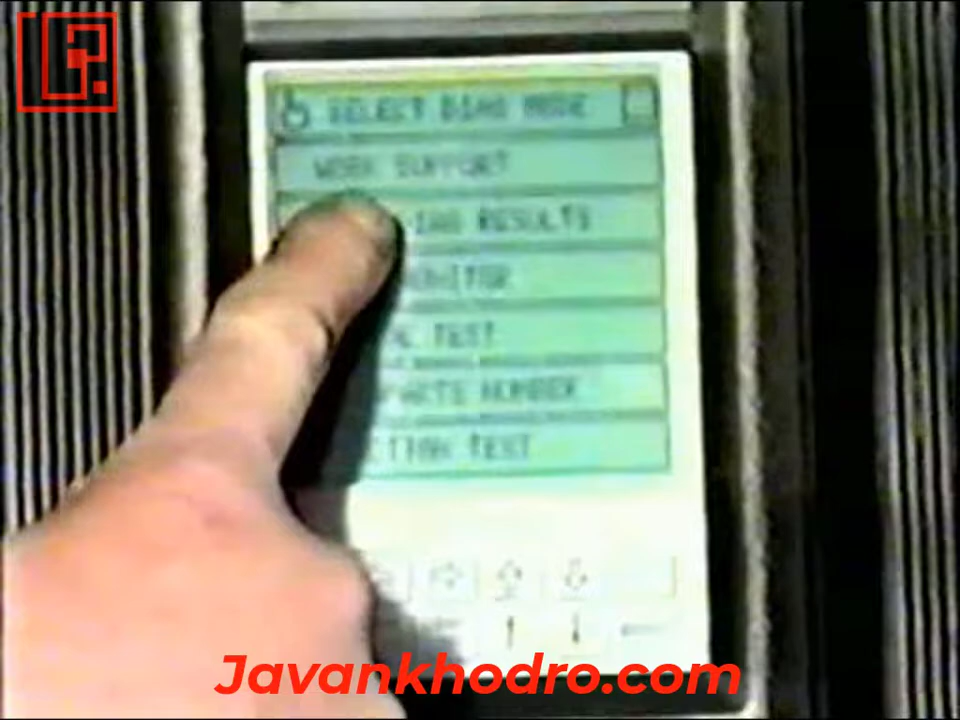 SELECT DIAG MODE
WORK SUPPORT
DIAG RESULTS
MONITOR
TEST
PARTS NUMBER
TEST
Javankhodro.com